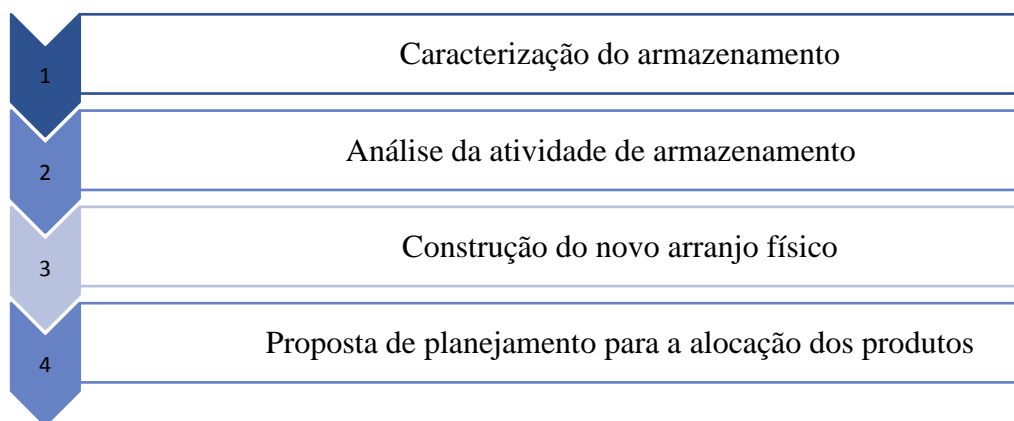 1
Caracterização do armazenamento
2
Análise da atividade de armazenamento
3
Construção do novo arranjo físico
4
Proposta de planejamento para a alocação dos produtos